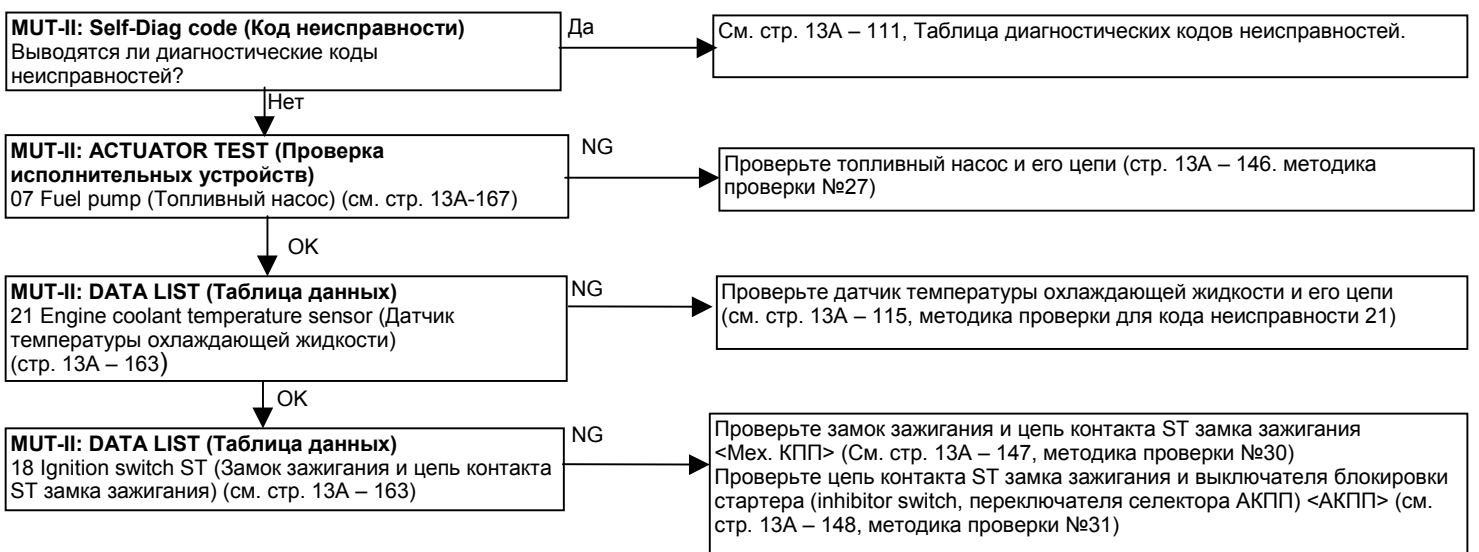 MUT-II: Self-Diag code (Код неисправности)
Выводятся ли диагностические коды
неисправностей?
Да
См. стр. 13А – 111, Таблица диагностических кодов неисправностей.
Нет
MUT-II: ACTUATOR TEST (Проверка
исполнительных устройств)
07 Fuel pump (Топливный насос) (см. стр. 13А-167)
NG
Проверьте топливный насос и его цепи (стр. 13А – 146. методика
проверки №27)
OK
MUT-II: DATA LIST (Таблица данных)
21 Engine coolant temperature sensor (Датчик
температуры охлаждающей жидкости)
(стр. 13А – 163)
NG
Проверьте датчик температуры охлаждающей жидкости и его цепи
(см. стр. 13А – 115, методика проверки для кода неисправности 21)
OK
MUT-II: DATA LIST (Таблица данных)
18 Ignition switch ST (Замок зажигания и цепь контакта
ST замка зажигания) (см. стр. 13А – 163)
NG
Проверьте замок зажигания и цепь контакта ST замка зажигания
<Мех. КПП> (См. стр. 13А – 147, методика проверки №30)
Проверьте цепь контакта ST замка зажигания и выключателя блокировки
стартера (inhibitor switch, переключателя селектора АКПП) <АКПП> (см.
стр. 13А – 148, методика проверки №31)